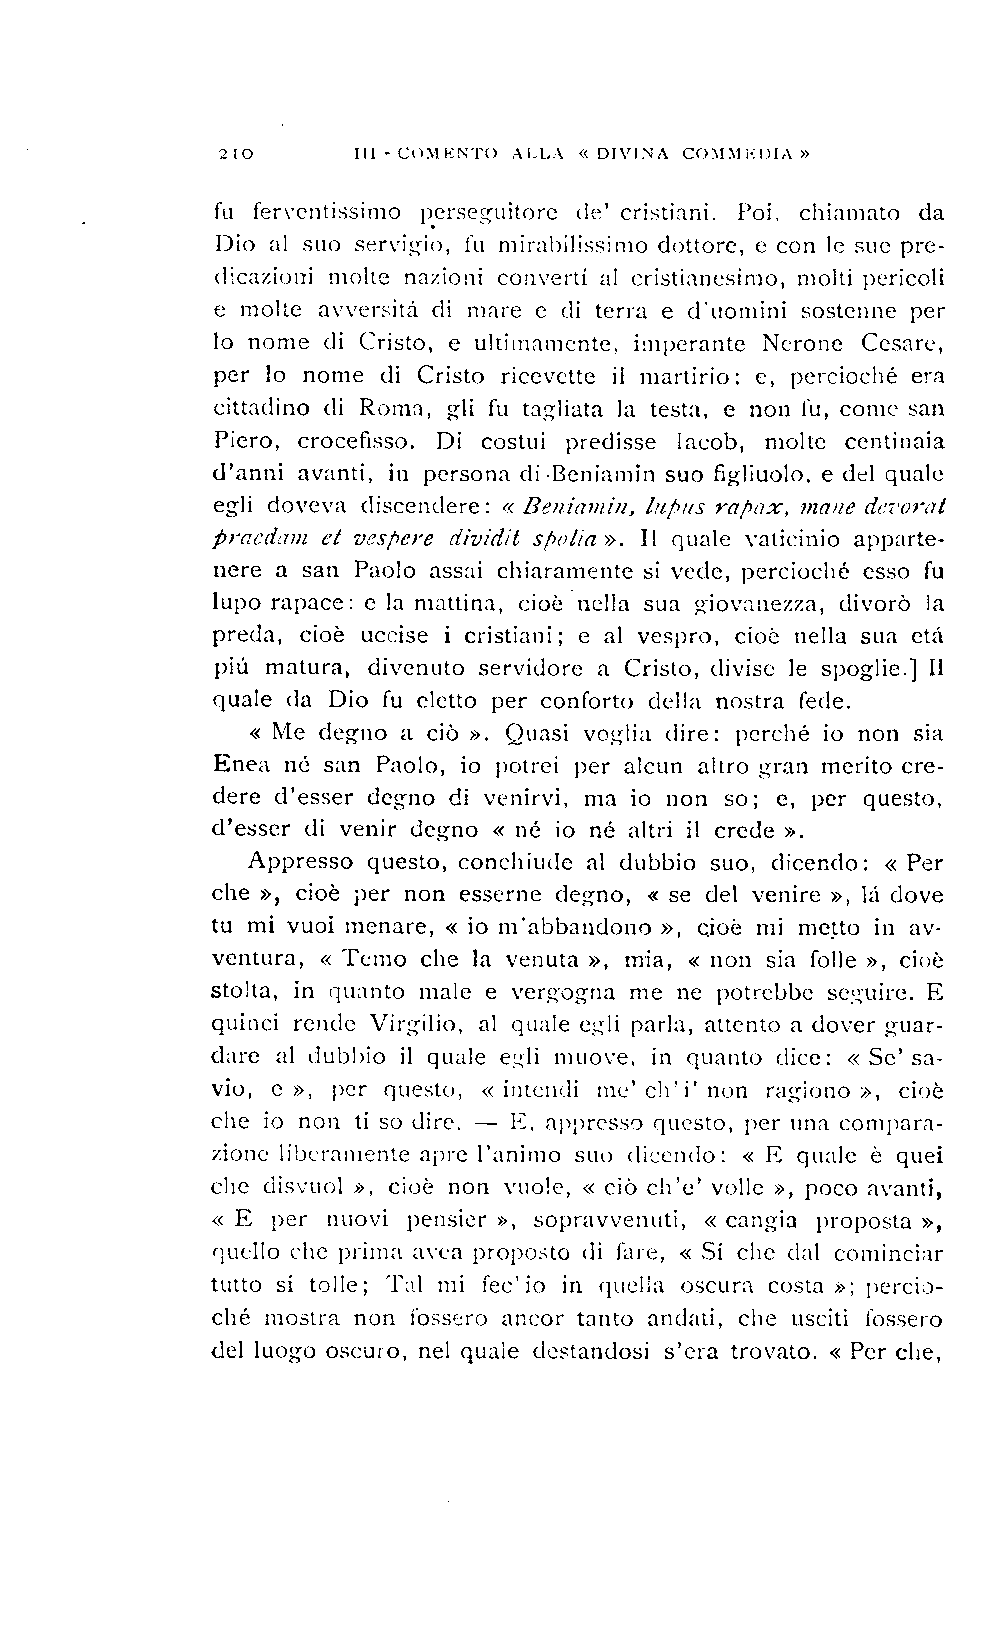 210 III - COMENTO ALLA « DIVINA COMMEDIA »
fu ferventissimo perseguitore de' cristiani. Poi, chiamato da
Dio al suo servigio, fu mirabilissimo dottore, e con le sue pre-
dicazioni molte nazioni convertí al cristianesimo, molti pericoli
e molte avversitá di mare e di terra e d'uomini sostenne per
lo nome di Cristo, e ultimamente, imperante Nerone Cesare,
per lo nome di Cristo ricevette il martirio: e, percioché era
cittadino di Roma, gli fu tagliata la testa, e non fu, come san
Piero, crocefisso. Di costui predisse Iacob, molte centinaia
d'anni avanti, in persona di Beniamin suo figliuolo, e del quale
egli doveva discendere: « Beniamin, lupus rapax, mane devorat
praedam et vespere dividit spolia ». Il quale vaticinio apparte-
nere a san Paolo assai chiaramente si vede, percioché esso fu
lupo rapace: e la mattina, cioè nella sua giovanezza, divorò la
preda, cioè uccise i cristiani; e al vespro, cioè nella sua etá
piú matura, divenuto servidore a Cristo, divise le spoglie.] Il
quale da Dio fu eletto per conforto della nostra fede.
« Me degno a ciò ». Quasi voglia dire: perché io non sia
Enea né san Paolo, io potrei per alcun altro gran merito cre-
dere d'esser degno di venirvi, ma io non so; e, per questo,
d'esser di venir degno « né io né altri il crede ».
Appresso questo, conchiude al dubbio suo, dicendo: « Per
che », cioè per non esserne degno, « se del venire », lá dove
tu mi vuoi menare, « io m'abbandono », cioè mi metto in av-
ventura, « Temo che la venuta », mia, « non sia folle », cioè
stolta, in quanto male e vergogna me ne potrebbe seguire. E
quinci rende Virgilio, al quale egli parla, attento a dover guar-
dare al dubbio il quale egli muove, in quanto dice: « Se' sa-
vio, e », per questo, « intendi me' ch'i' non ragiono », cioè
che io non ti so dire. — E, appresso questo, per una compara-
zione liberamente apre l'animo suo dicendo: « E quale è quei
che disvuol », cioè non vuole, « ciò ch'e' volle », poco avanti,
« E per nuovi pensier », sopravvenuti, « cangia proposta »,
quello che prima avea proposto di fare, « Sí che dal cominciar
tutto si tolle; Tal mi fec'io in quella oscura costa »; percio-
ché mostra non fossero ancor tanto andati, che usciti fossero
del luogo oscuro, nel quale destandosi s'era trovato. « Per che,